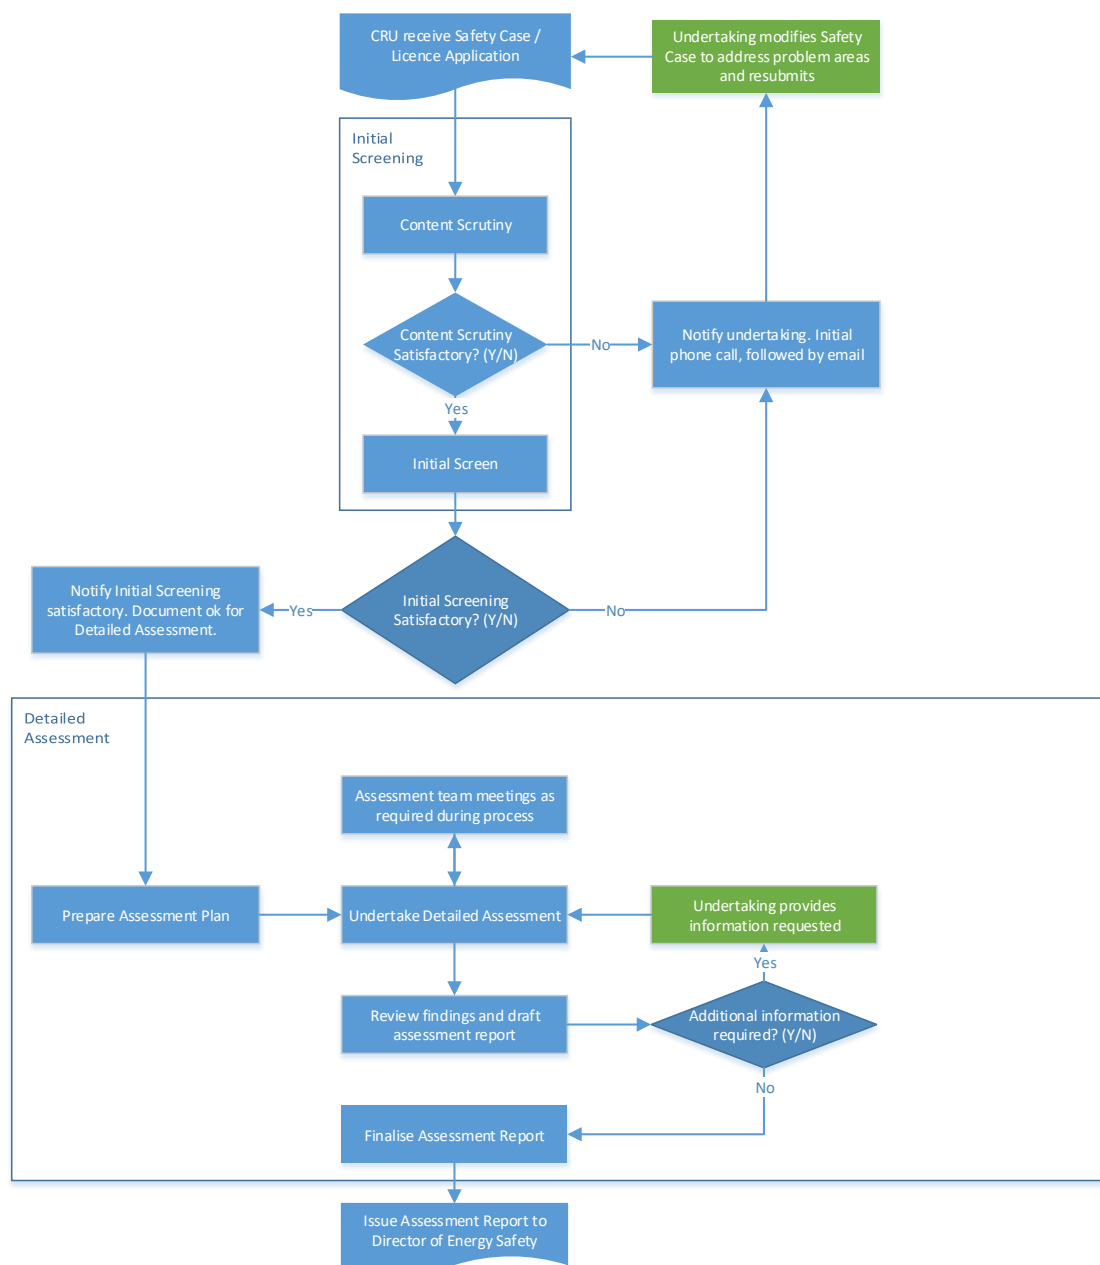 CRU receive Safety Case /
Licence Application
Undertaking modifies Safety
Case to address problem areas
and resubmits
Initial
Screening
Content Scrutiny
Content Scrutiny
Satisfactory? (Y/N)
No
Notify undertaking. Initial
phone call, followed by email
Yes
Initial Screen
Notify Initial Screening
satisfactory. Document ok for
Detailed Assessment.
Yes
Initial Screening
Satisfactory? (Y/N)
No
Detailed
Assessment
Assessment team meetings as
required during process
Prepare Assessment Plan
Undertake Detailed Assessment
Undertaking provides
information requested
Yes
Review findings and draft
assessment report
Additional information
required? (Y/N)
No
Finalise Assessment Report
Issue Assessment Report to
Director of Energy Safety